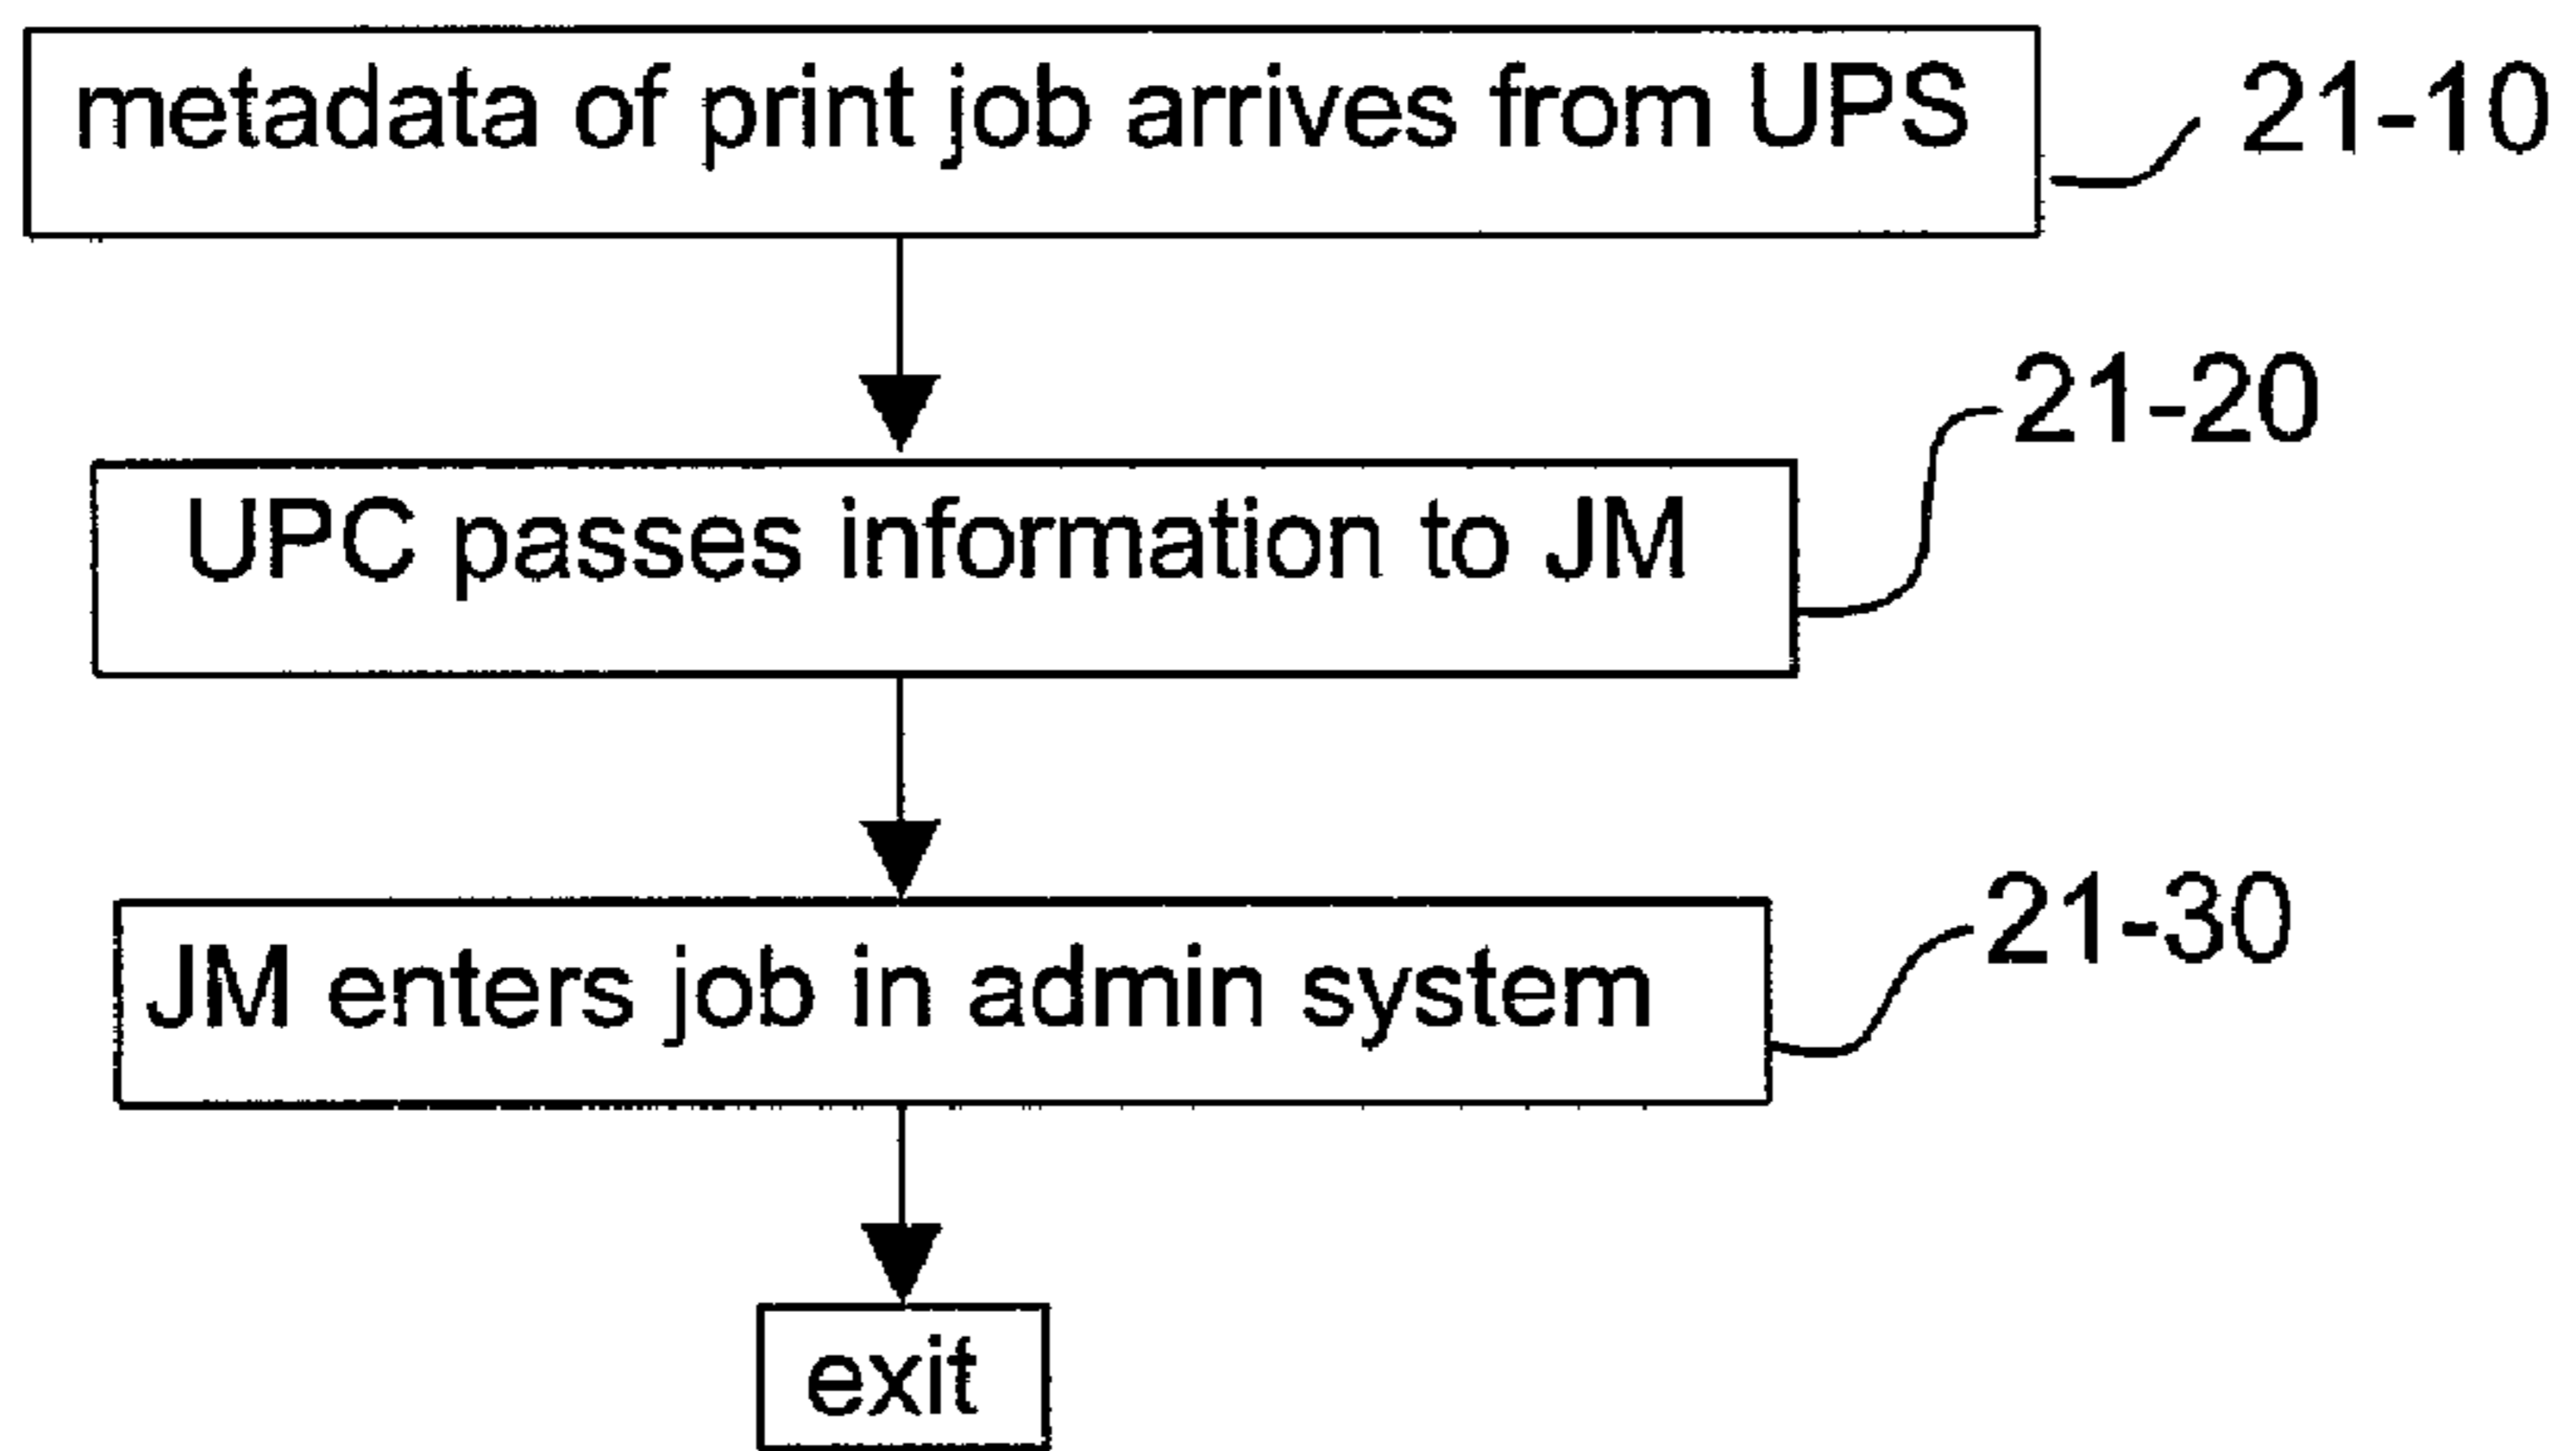 metadata of print job arrives from UPS
21-10
21-20
UPC passes information to JM
21-30
JM enters job in admin system
exit